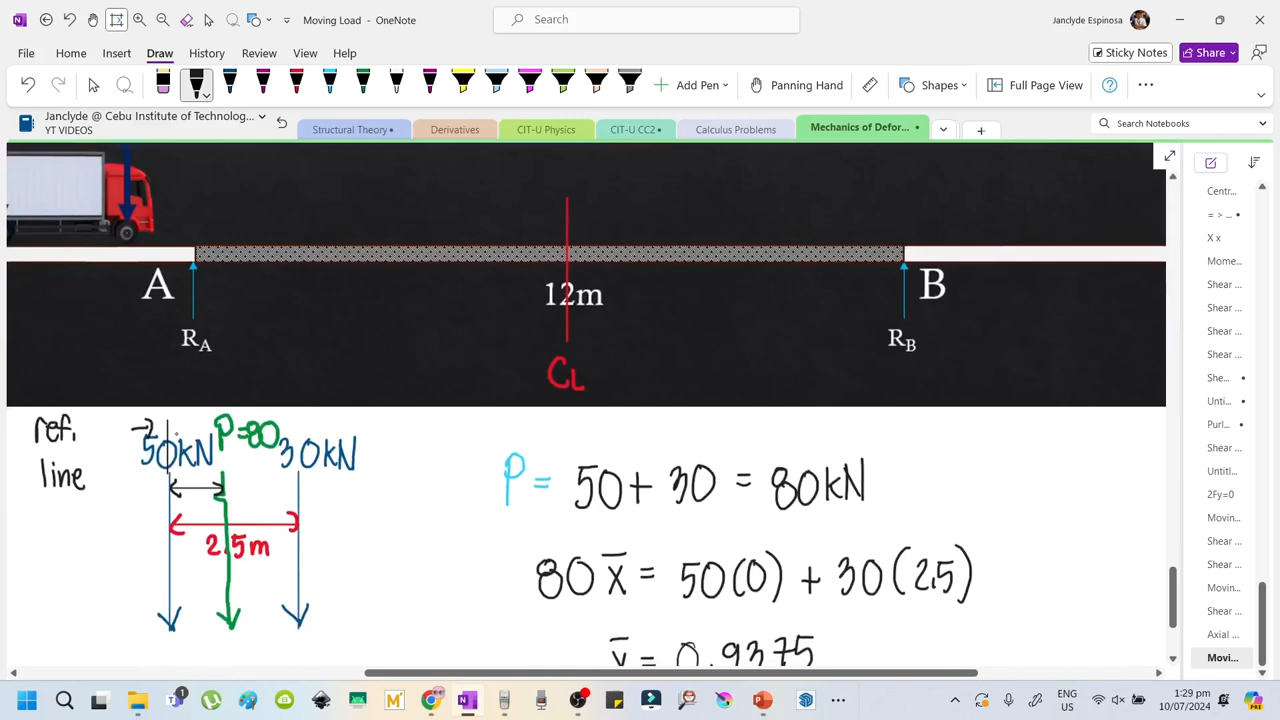 Moving Load - OneNote
Search
Janclyde Espinosa
File Home Insert Draw History Review View Help
Sticky Notes
Share
Add Pen
Panning Hand
Shapes
Full Page View
Janclyde @ Cebu Institute of Technolog...
YT VIDEOS
Structural Theory
Derivatives
CIT-U Physics
CIT-U CC2
Calculus Problems
Mechanics of Defor...
Search Notebooks
Centr...
= > ...
X x
Mome...
Shear ...
Shear ...
Shear ...
Shear ...
She...
Unti...
Purl...
Shear ...
Untitl...
2Fy=0
Movin...
Shear ...
Shear ...
Movin...
Shear ...
Axial ...
Movi...
A
12m
B
RA
RB
CL
ref.
line
50kN
P=80
30kN
2.5m
P = 50 + 30 = 80kN
80 x̄ = 50(0) + 30(2.5)
x̄ = 0.9375
1
ENG
US
1:29 pm
10/07/2024